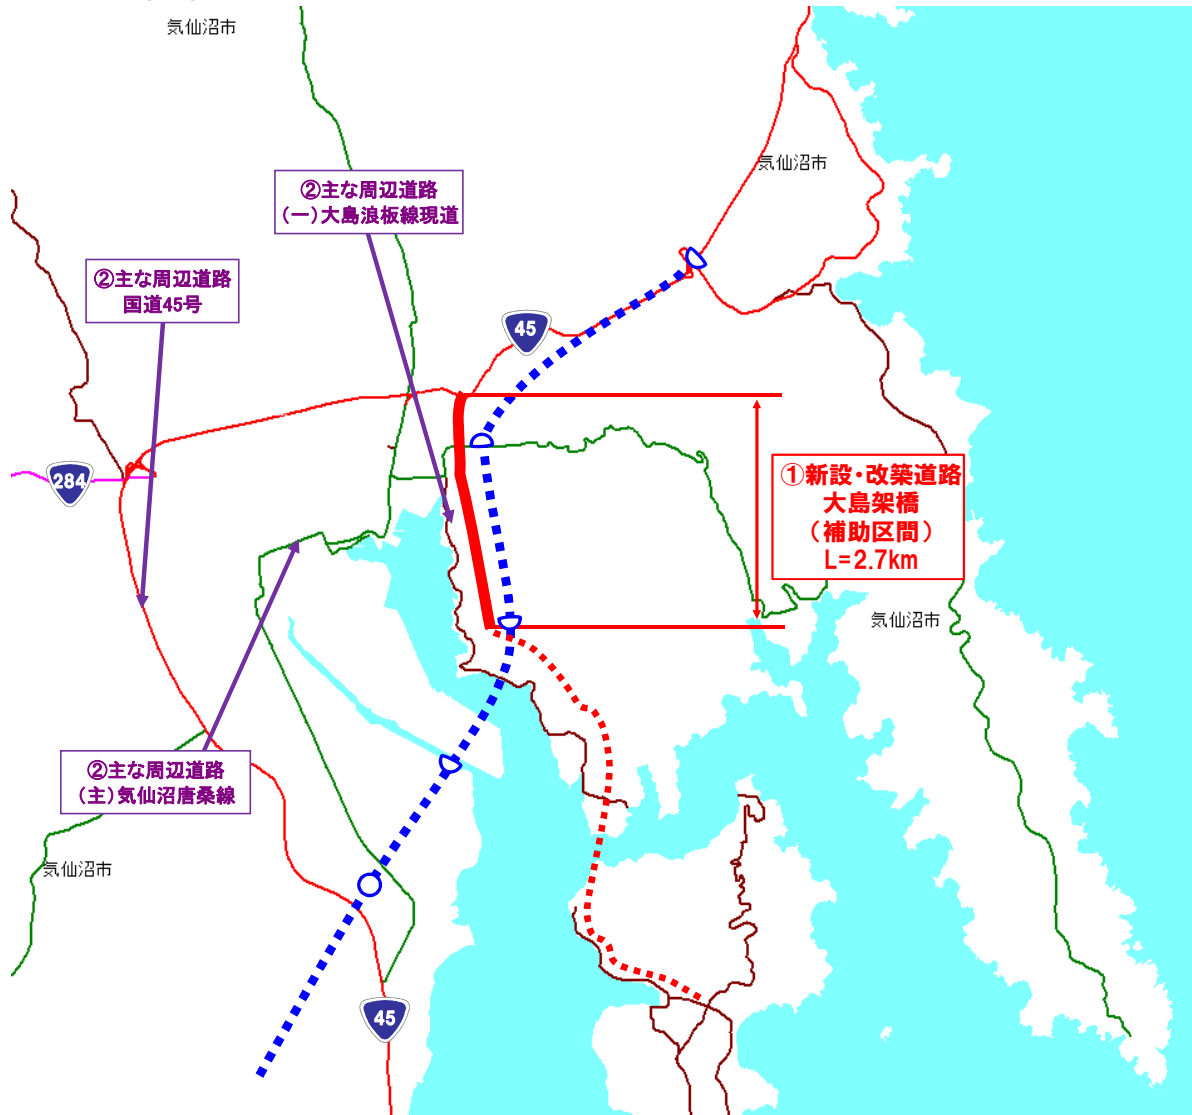 気仙沼市
気仙沼市
②主な周辺道路
(一)大島浪板線現道
②主な周辺道路
国道45号
45
284
①新設・改築道路
大島架橋
(補助区間)
L=2.7km
気仙沼市
②主な周辺道路
(主)気仙沼唐桑線
気仙沼市
45